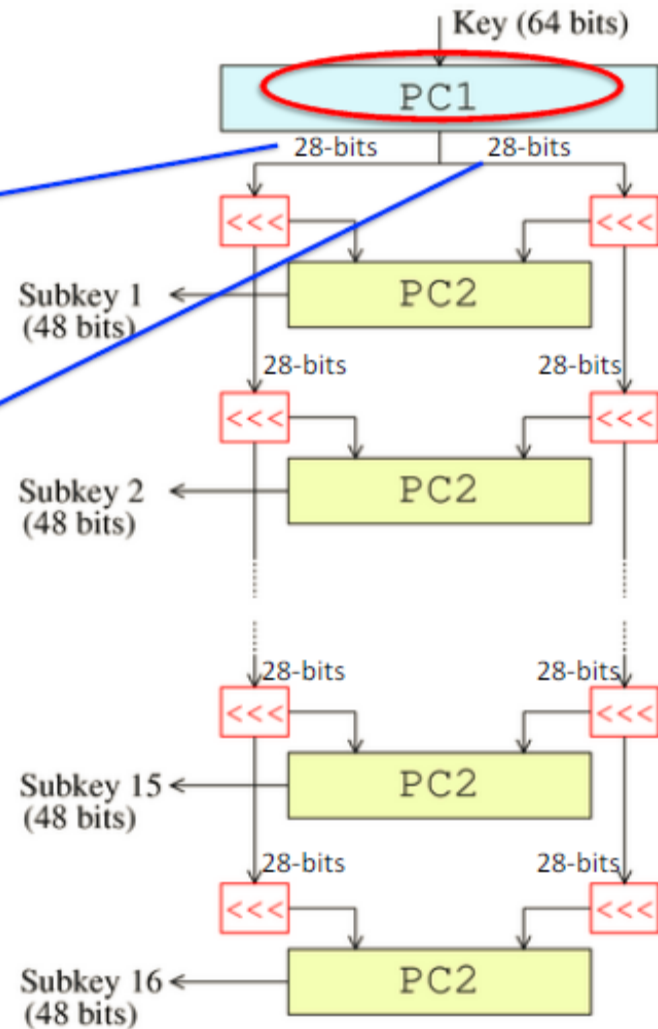 Key (64 bits)
PC1
28-bits 28-bits
<<< <<<
PC2
Subkey 1
(48 bits)
28-bits 28-bits
<<< <<<
PC2
Subkey 2
(48 bits)
28-bits 28-bits
<<< <<<
PC2
Subkey 15
(48 bits)
28-bits 28-bits
<<< <<<
PC2
Subkey 16
(48 bits)